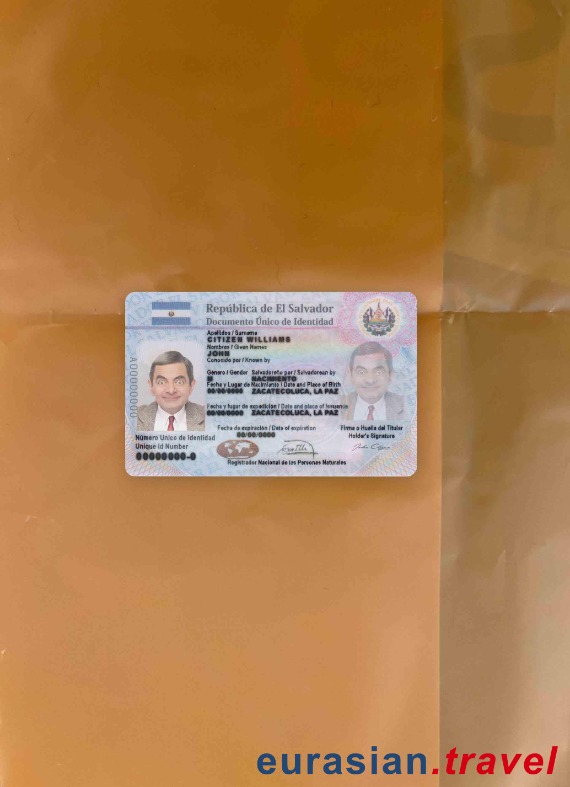 República de El Salvador
Documento Único de Identidad
Apellidos / Surname
CITIZEN WILLIAMS
Nombres / Given Names
JOHN
Conocido por / Known by
Género / Gender Salvadoreño por / Salvadorean by
M NACIMIENTO
Fecha y Lugar de Nacimiento / Date and Place of Birth
00/00/0000 ZACATECOLUCA, LA PAZ
Fecha y lugar de expedición / Date and place of Issuance
00/00/0000 ZACATECOLUCA, LA PAZ
Fecha de expiración / Date of expiration
00/00/0000
Firma o Huella del Titular
Holder's Signature
A00000000
Número Único de Identidad
Unique Id Number
00000000-0
Registrador Nacional de las Personas Naturales
eurasian.travel